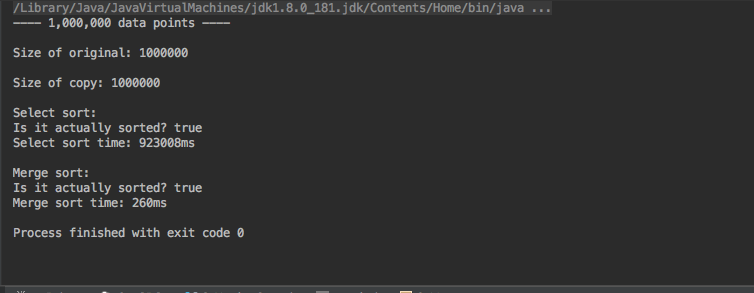 /Library/Java/JavaVirtualMachines/jdk1.8.0_181.jdk/Contents/Home/bin/java ...
---- 1,000,000 data points ----
Size of original: 1000000
Size of copy: 1000000
Select sort:
Is it actually sorted? true
Select sort time: 923008ms
Merge sort:
Is it actually sorted? true
Merge sort time: 260ms
Process finished with exit code 0